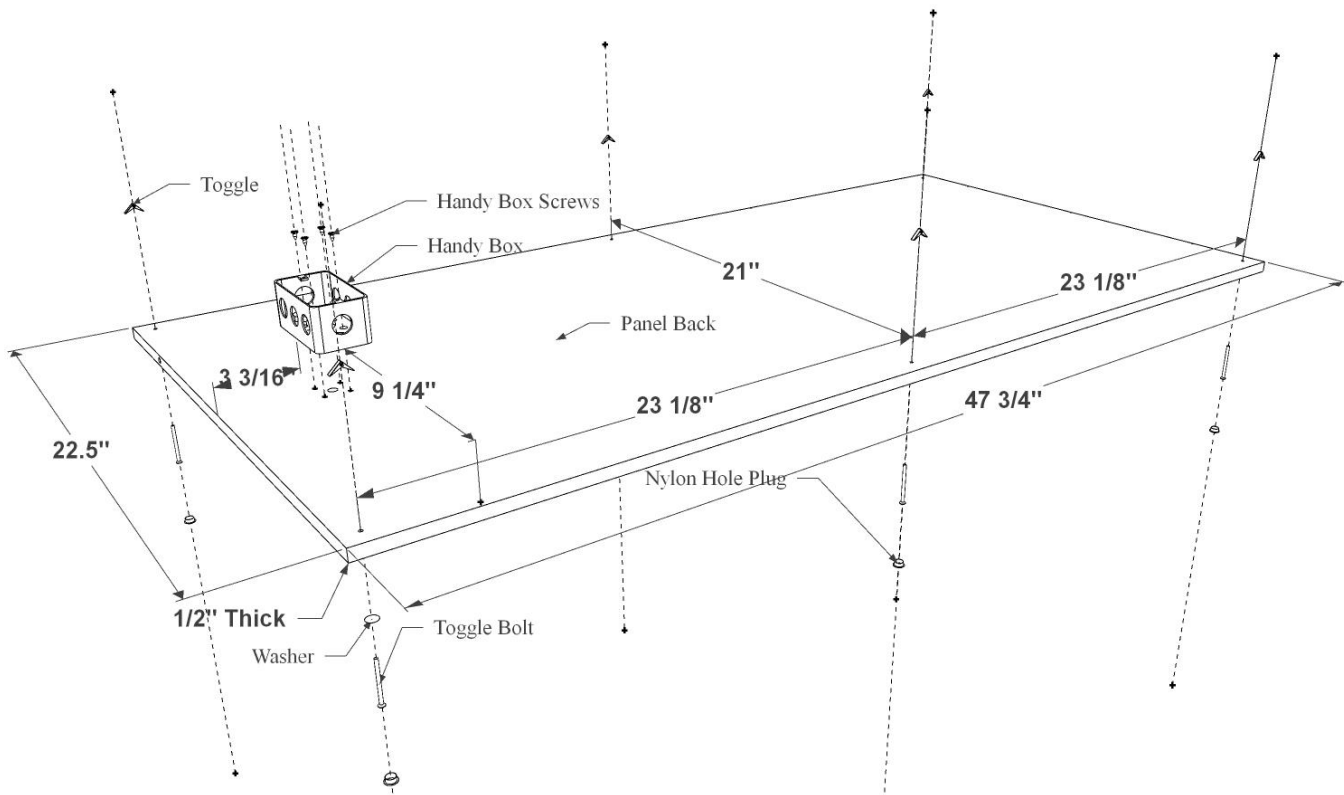 Toggle
Handy Box Screws
Handy Box
21"
23 1/8"
Panel Back
3 3/16"
9 1/4"
23 1/8"
47 3/4"
22.5"
Nylon Hole Plug
1/2" Thick
Toggle Bolt
Washer